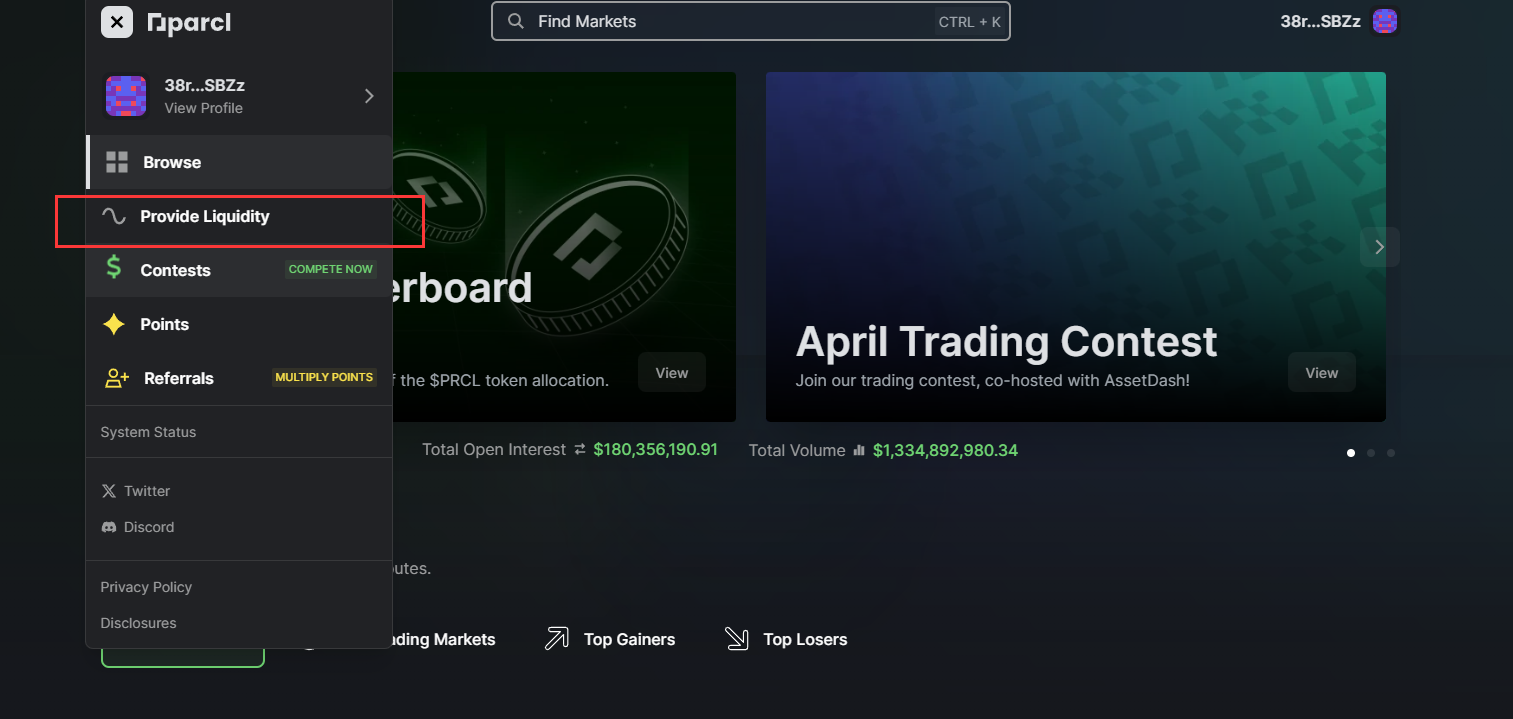 parcl
Find Markets
CTRL + K
38r...SBZz
38r...SBZz
View Profile
Browse
Provide Liquidity
Contests
COMPETE NOW
Points
Referrals
MULTIPLY POINTS
System Status
Twitter
Discord
Privacy Policy
Disclosures
erboard
the $PRCL token allocation.
View
April Trading Contest
Join our trading contest, co-hosted with AssetDash!
View
Total Open Interest $180,356,190.91
Total Volume $1,334,892,980.34
utes.
ading Markets
Top Gainers
Top Losers